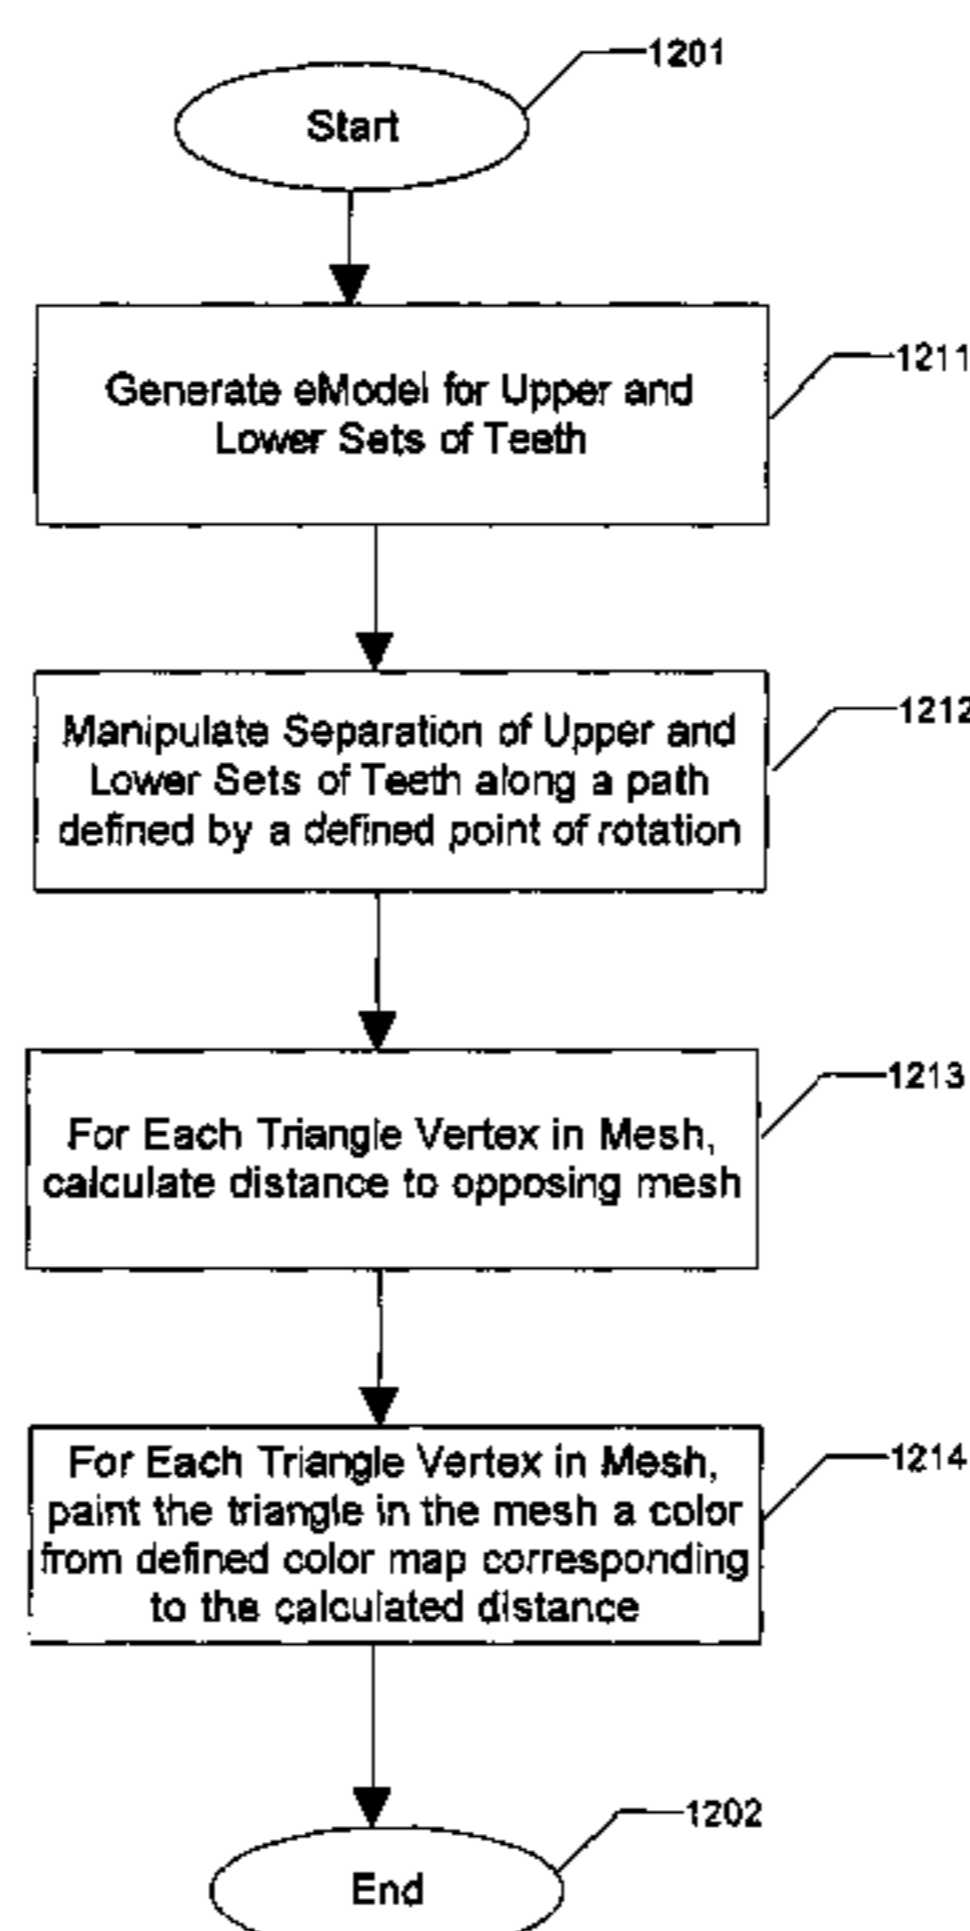 1201
Start
1211
Generate eModel for Upper and
Lower Sets of Teeth
1212
Manipulate Separation of Upper and
Lower Sets of Teeth along a path
defined by a defined point of rotation
1213
For Each Triangle Vertex in Mesh,
calculate distance to opposing mesh
1214
For Each Triangle Vertex in Mesh,
paint the triangle in the mesh a color
from defined color map corresponding
to the calculated distance
1202
End